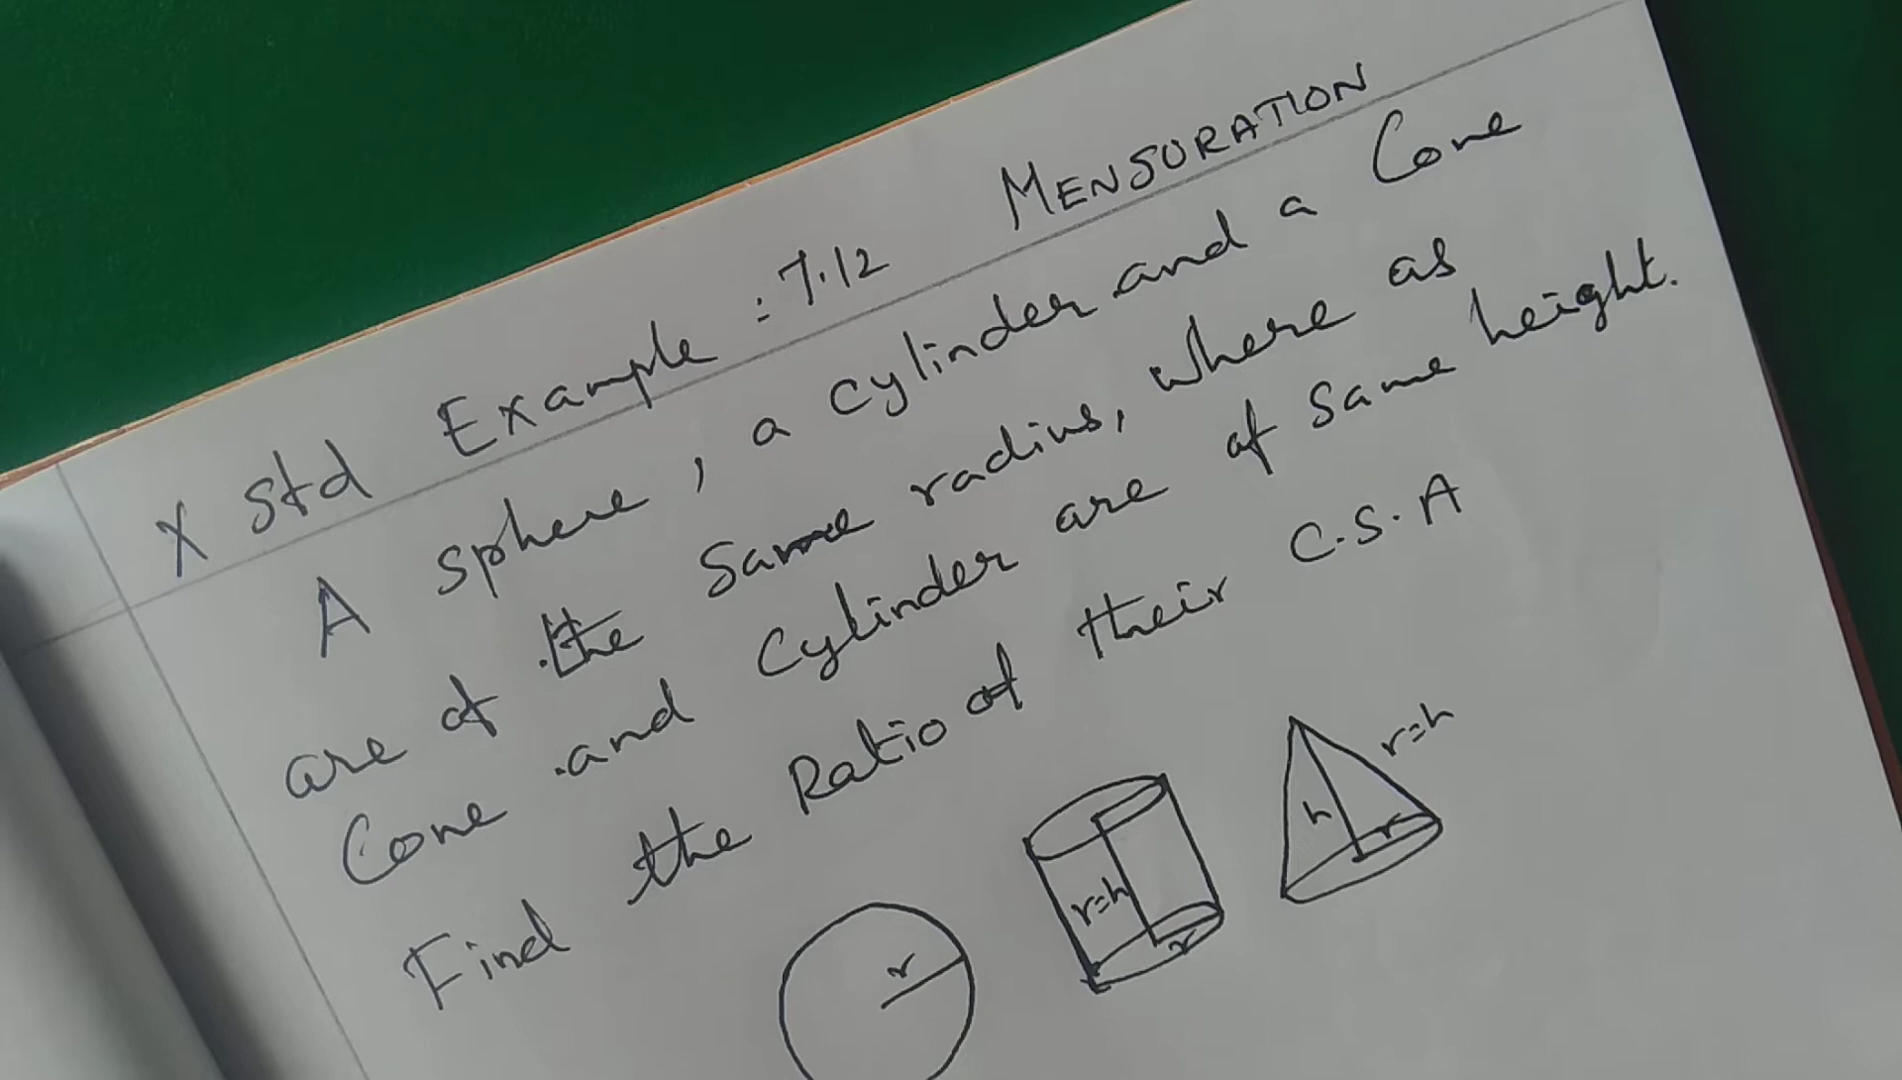 X Std Example : 7.12 MENSURATION
A sphere, a cylinder and a Cone
are of the same radius, where as
Cone and Cylinder are of same height.
Find the Ratio of their C.S.A
r
r=h
r
h
r
r=h